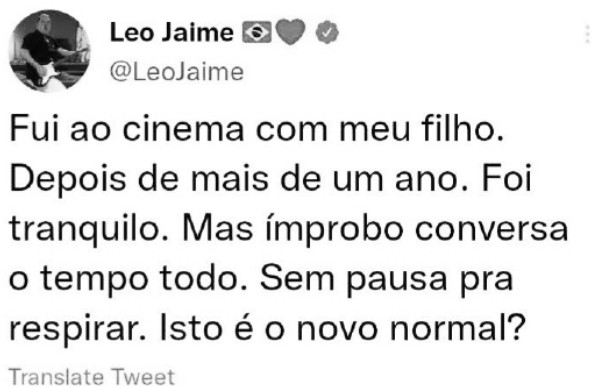 Leo Jaime 🇧🇷
@LeoJaime
Fui ao cinema com meu filho.
Depois de mais de um ano. Foi
tranquilo. Mas ímprobo conversa
o tempo todo. Sem pausa pra
respirar. Isto é o novo normal?
Translate Tweet